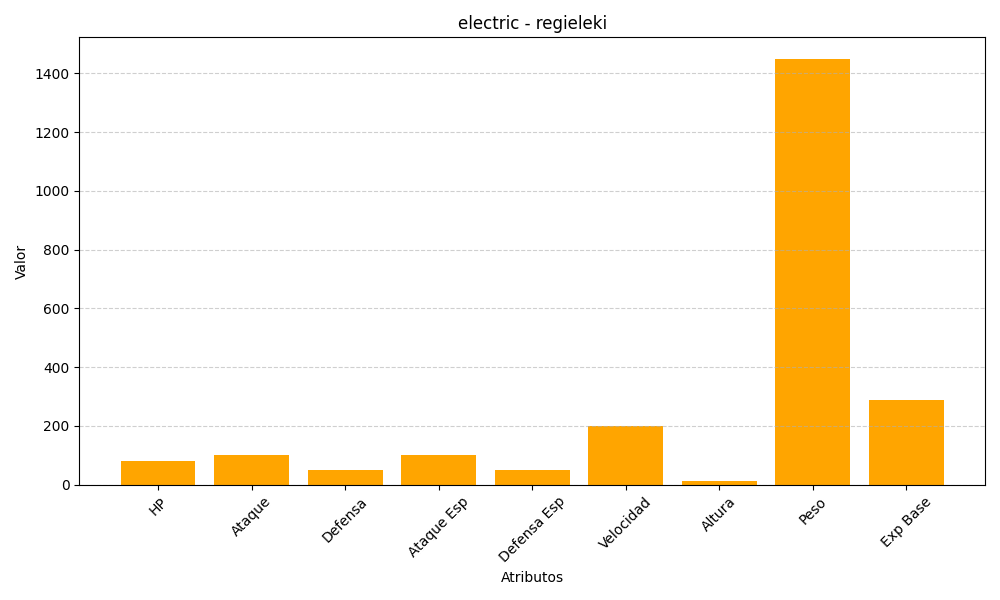 electric - regieleki
Valor
1400
1200
1000
800
600
400
200
0
HP
Ataque
Defensa
Ataque Esp
Defensa Esp
Velocidad
Altura
Peso
Exp Base
Atributos